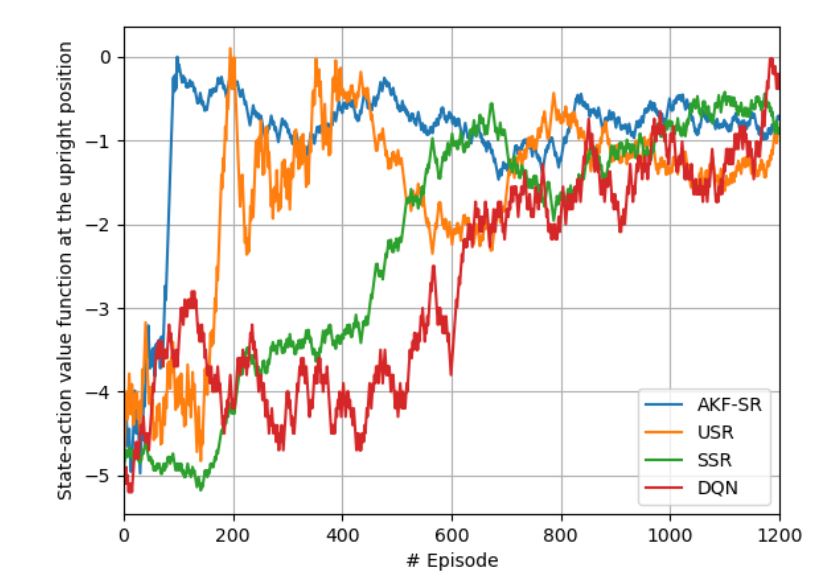 State-action value function at the upright position
0
−1
−2
−3
−4
−5
0 200 400 600 800 1000 1200
# Episode
AKF-SR
USR
SSR
DQN